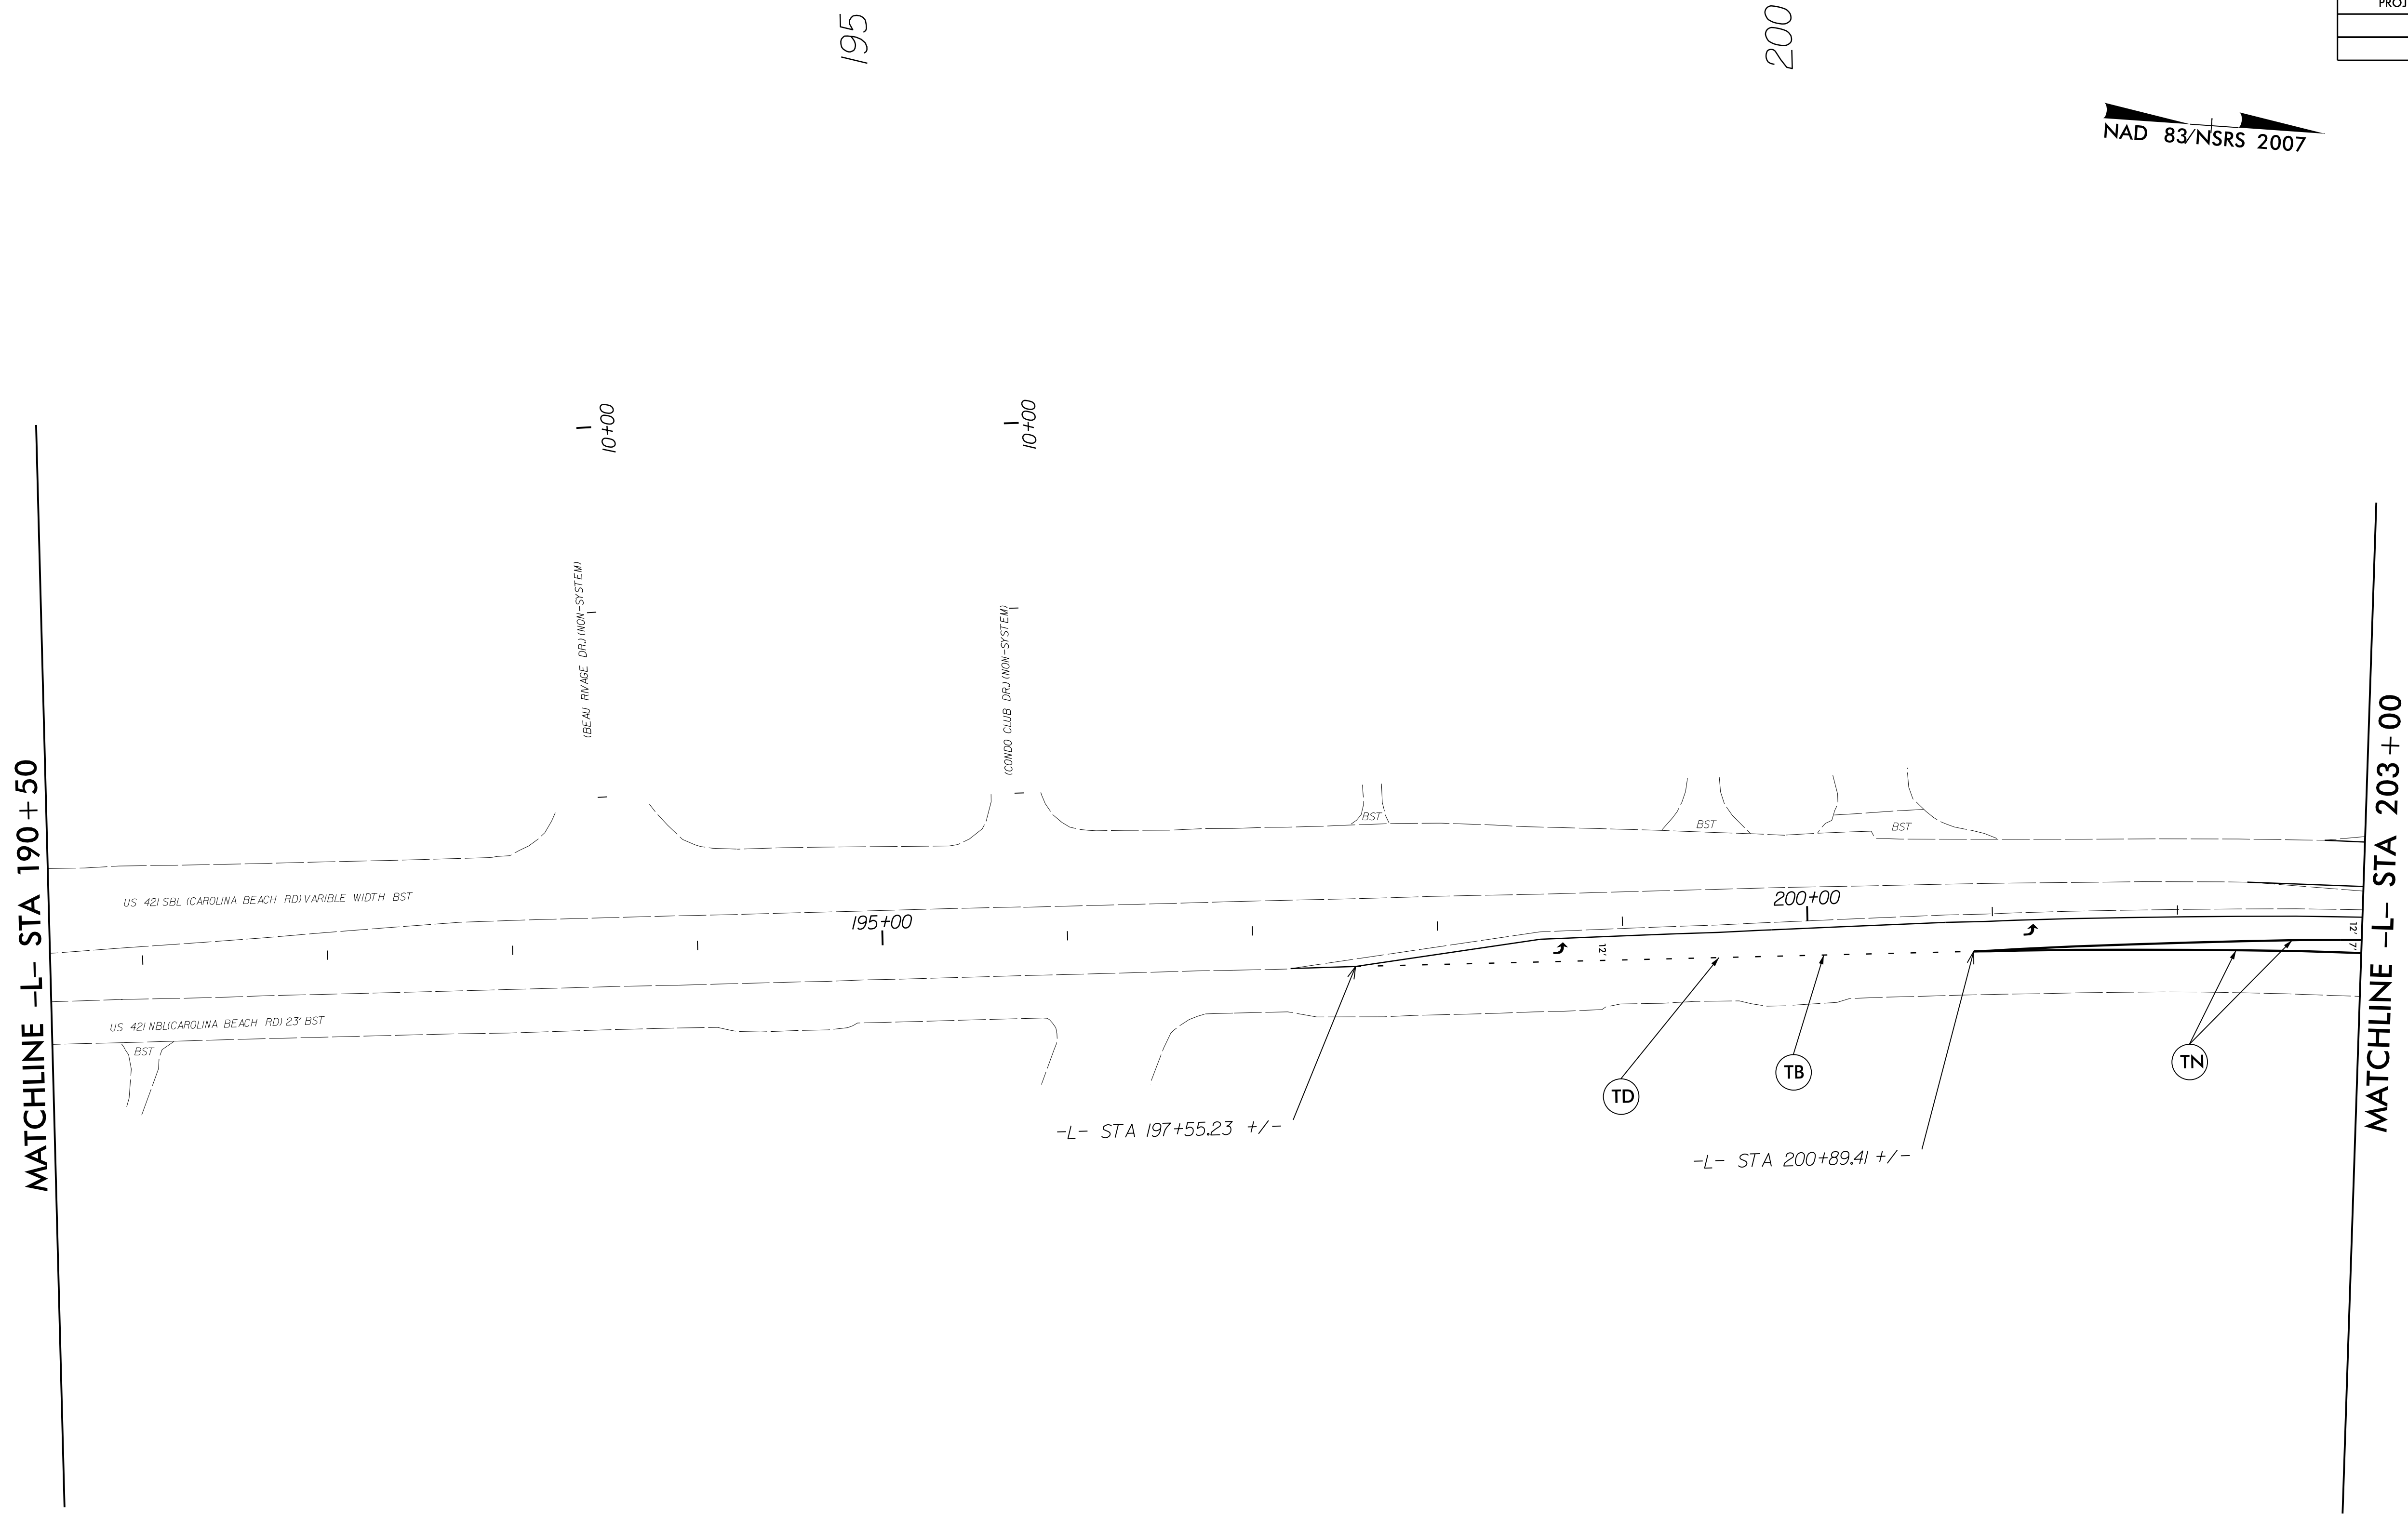 PROJ
195
200
NAD 83/NSRS 2007
10+00
10+00
(BEAU RIVAGE DR.) (NON-SYSTEM)
(CONDO CLUB DR.) (NON-SYSTEM)
MATCHLINE -L- STA 190+50
MATCHLINE -L- STA 203+00
BST
BST
BST
US 421 SBL (CAROLINA BEACH RD) VARIBLE WIDTH BST
195+00
200+00
12'
12'
7'
US 421 NBL (CAROLINA BEACH RD) 23' BST
BST
TD
TB
TN
-L- STA 197+55.23 +/-
-L- STA 200+89.41 +/-